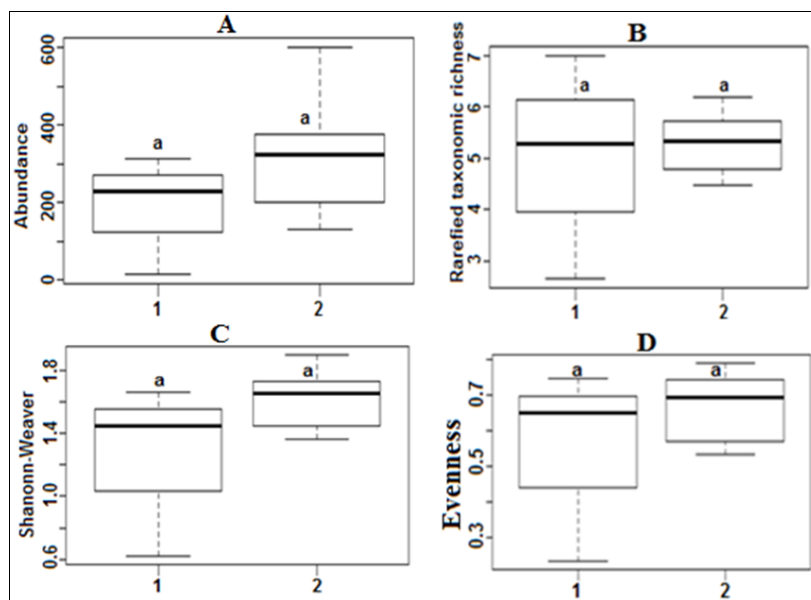 A
Abundance
600
400
200
0
a
a
1
2
B
Rarefied taxonomic richness
7
6
5
4
3
a
a
1
2
C
Shanonn-Weaver
1.8
1.4
1.0
0.6
a
a
1
2
D
Evenness
0.7
0.5
0.3
a
a
1
2